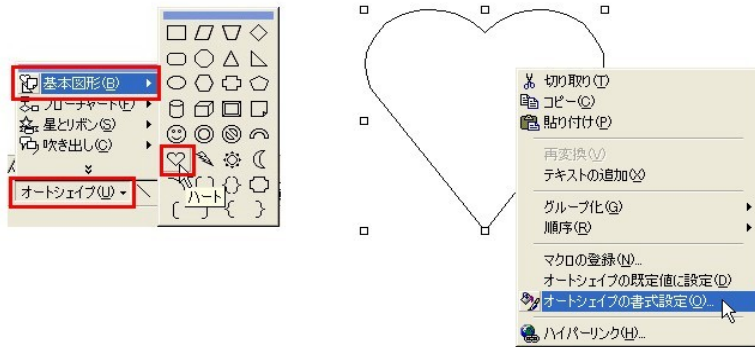 基本図形(B)
フローチャート(F)
星とリボン(S)
吹き出し(C)
オートシェイプ(U)
ハート
切り取り(T)
コピー(C)
貼り付け(P)
再変換(V)
テキストの追加(X)
グループ化(G)
順序(R)
マクロの登録(N)...
オートシェイプの既定値に設定(D)
オートシェイプの書式設定(O)...
ハイパーリンク(H)...